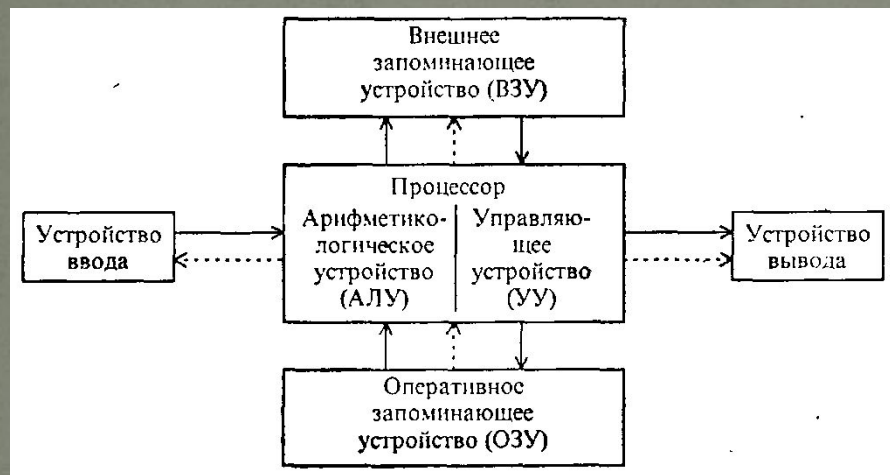 Внешнее
запоминающее
устройство (ВЗУ)
Процессор
Арифметико-
логическое
устройство
(АЛУ)
Управляю-
щее
устройство
(УУ)
Устройство
ввода
Устройство
вывода
Оперативное
запоминающее
устройство (ОЗУ)